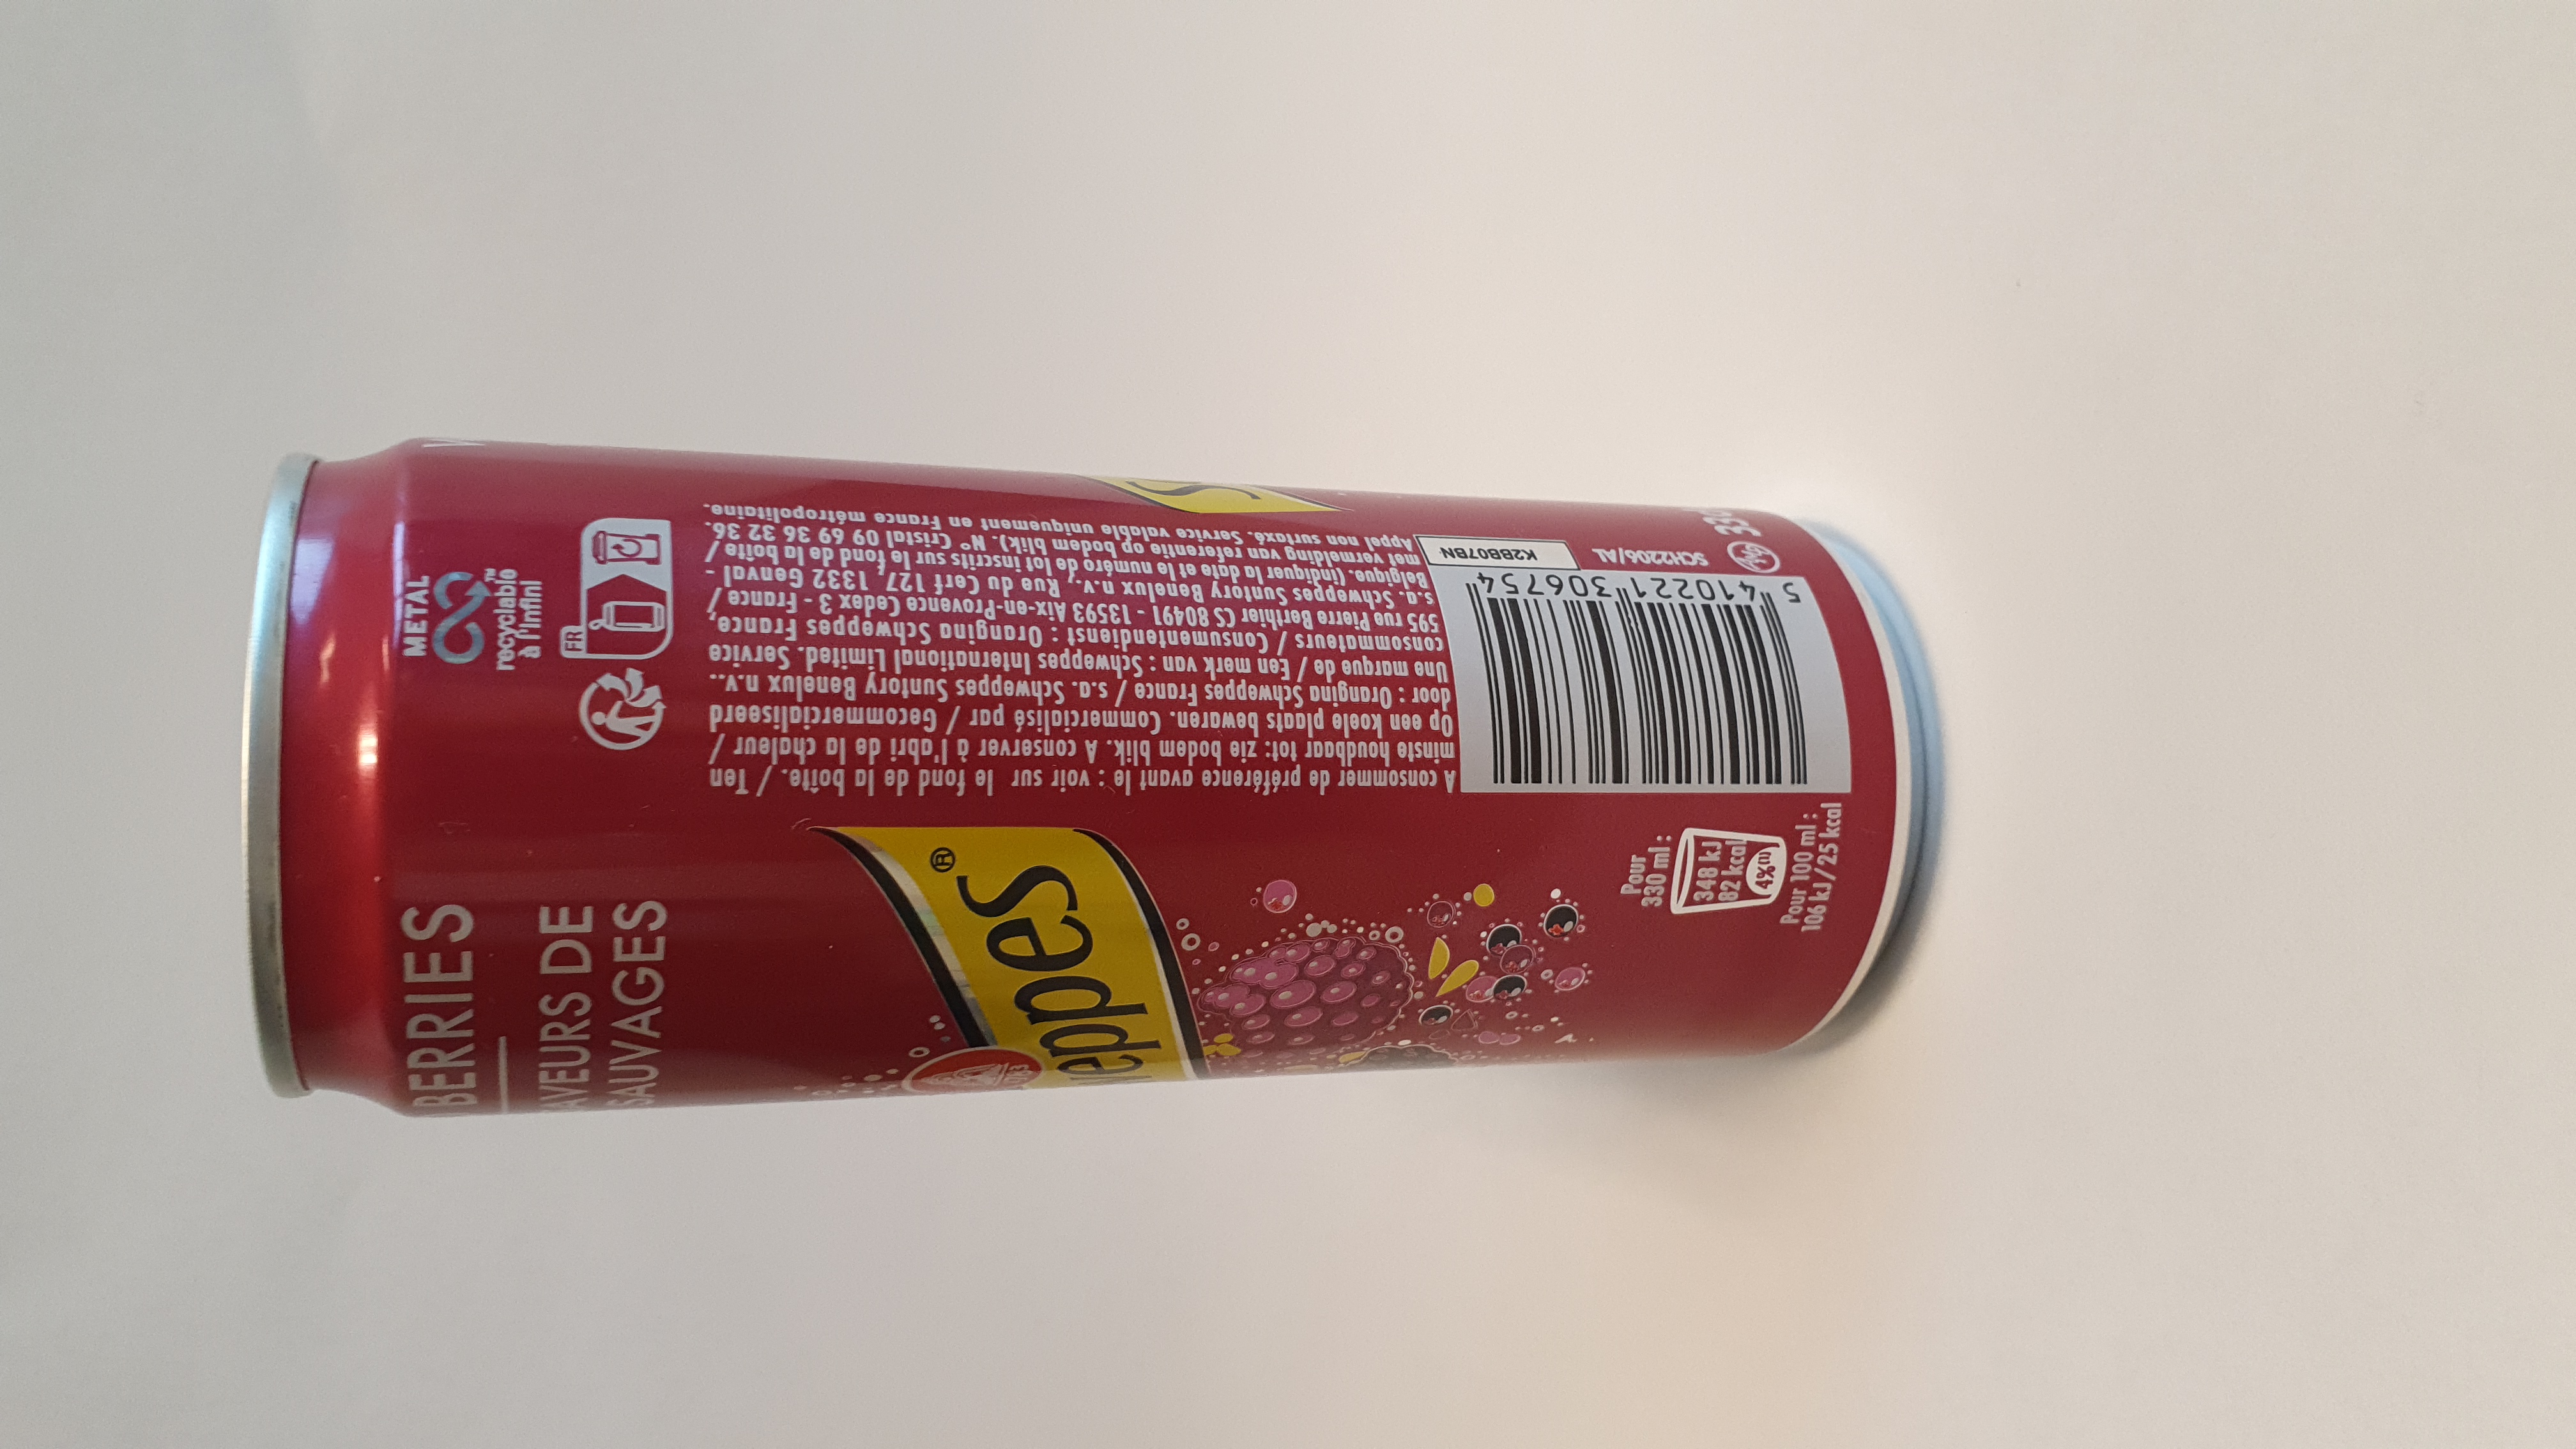 BERRIES
SAUVAGES
DE
METAL
recyclable™
à l'infini
FR
1783
®
A consommer de préférence avant le : voir sur le fond de la boîte. / Ten
minste houdbaar tot: zie bodem blik. A conserver à l'abri de la chaleur /
Op een koele plaats bewaren. Commercialisé par / Gecommercialiseerd
door : Orangina Schweppes France / s.a. Schweppes Suntory Benelux n.v..
Une marque de / Een merk van : Schweppes International Limited. Service
consommateurs / Consumentendienst : Orangina Schweppes France,
595 rue Pierre Berthier CS 80491 - 13593 Aix-en-Provence Cedex 3 - France /
s.a. Schweppes Suntory Benelux n.v., Rue du Cerf 127, 1332 Genval -
Belgique. (indiquer la date et le numéro de lot inscrits sur le fond de la boîte /
met vermelding van referentie op bodem blik). N° Cristal 09 69 36 32 36.
Appel non surtaxé. Service valable uniquement en France métropolitaine.
K2BB07BN
5 410221 306754
SCH2206/AL
Pour
330 ml :
348 kJ
82 kcal
4%(1)
Pour 100 ml :
106 kJ / 25 kcal